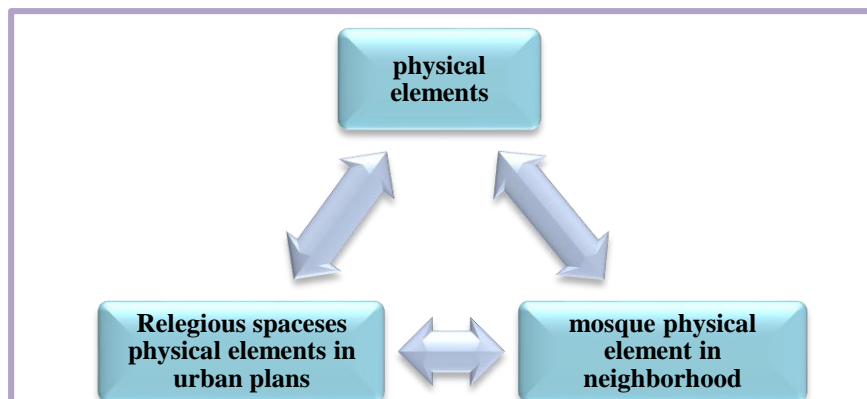 physical
elements
Relegious spaceses
physical elements in
urban plans
mosque physical
element in
neighborhood